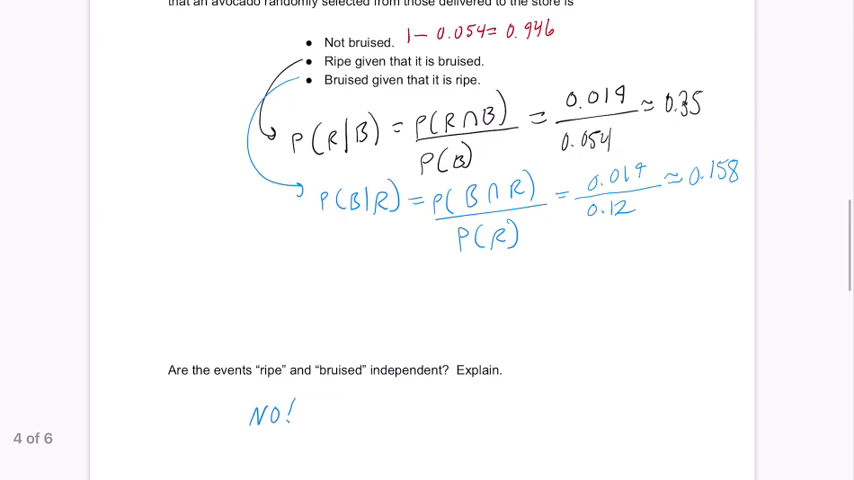 that an avocado randomly selected from those delivered to the store is
• Not bruised. 1 - 0.054 = 0.946
• Ripe given that it is bruised.
• Bruised given that it is ripe.
P(R|B) = P(R∩B)/P(B) = 0.019/0.054 ≈ 0.35
P(B|R) = P(B∩R)/P(R) = 0.019/0.12 ≈ 0.158
Are the events “ripe” and “bruised” independent? Explain.
NO!
4 of 6